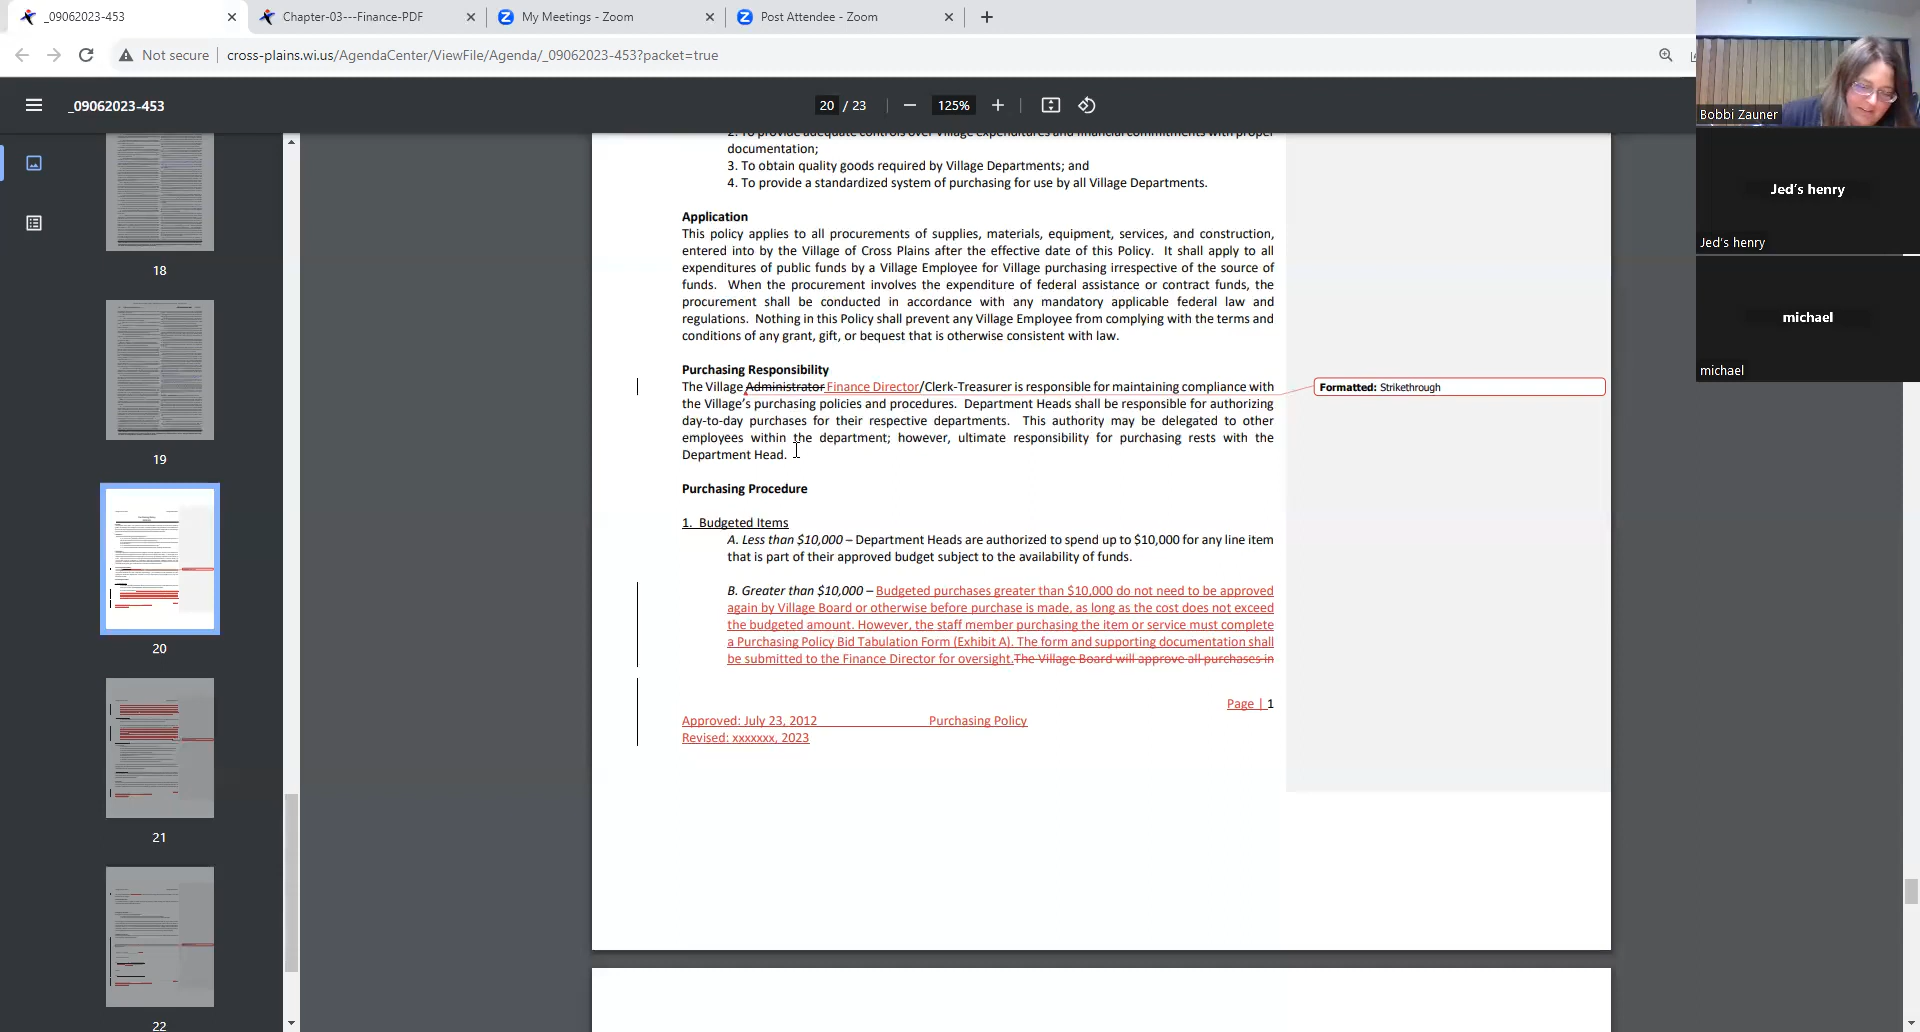 _09062023-453
Chapter-03---Finance-PDF
My Meetings - Zoom
Post Attendee - Zoom
Not secure
cross-plains.wi.us/AgendaCenter/ViewFile/Agenda/_09062023-453?packet=true
_09062023-453
20 / 23
125%
18
19
20
21
22
2. To provide adequate controls over Village expenditures and financial commitments with proper
documentation;
3. To obtain quality goods required by Village Departments; and
4. To provide a standardized system of purchasing for use by all Village Departments.
Application
This policy applies to all procurements of supplies, materials, equipment, services, and construction,
entered into by the Village of Cross Plains after the effective date of this Policy. It shall apply to all
expenditures of public funds by a Village Employee for Village purchasing irrespective of the source of
funds. When the procurement involves the expenditure of federal assistance or contract funds, the
procurement shall be conducted in accordance with any mandatory applicable federal law and
regulations. Nothing in this Policy shall prevent any Village Employee from complying with the terms and
conditions of any grant, gift, or bequest that is otherwise consistent with law.
Purchasing Responsibility
The Village Administrator Finance Director/Clerk-Treasurer is responsible for maintaining compliance with
the Village's purchasing policies and procedures. Department Heads shall be responsible for authorizing
day-to-day purchases for their respective departments. This authority may be delegated to other
employees within the department; however, ultimate responsibility for purchasing rests with the
Department Head.
Purchasing Procedure
1. Budgeted Items
A. Less than $10,000 – Department Heads are authorized to spend up to $10,000 for any line item
that is part of their approved budget subject to the availability of funds.
B. Greater than $10,000 – Budgeted purchases greater than $10,000 do not need to be approved
again by Village Board or otherwise before purchase is made, as long as the cost does not exceed
the budgeted amount. However, the staff member purchasing the item or service must complete
a Purchasing Policy Bid Tabulation Form (Exhibit A). The form and supporting documentation shall
be submitted to the Finance Director for oversight.The Village Board will approve all purchases in
Page | 1
Approved: July 23, 2012 Purchasing Policy
Revised: xxxxxxx, 2023
Formatted: Strikethrough
Bobbi Zauner
Jed's henry
Jed's henry
michael
michael